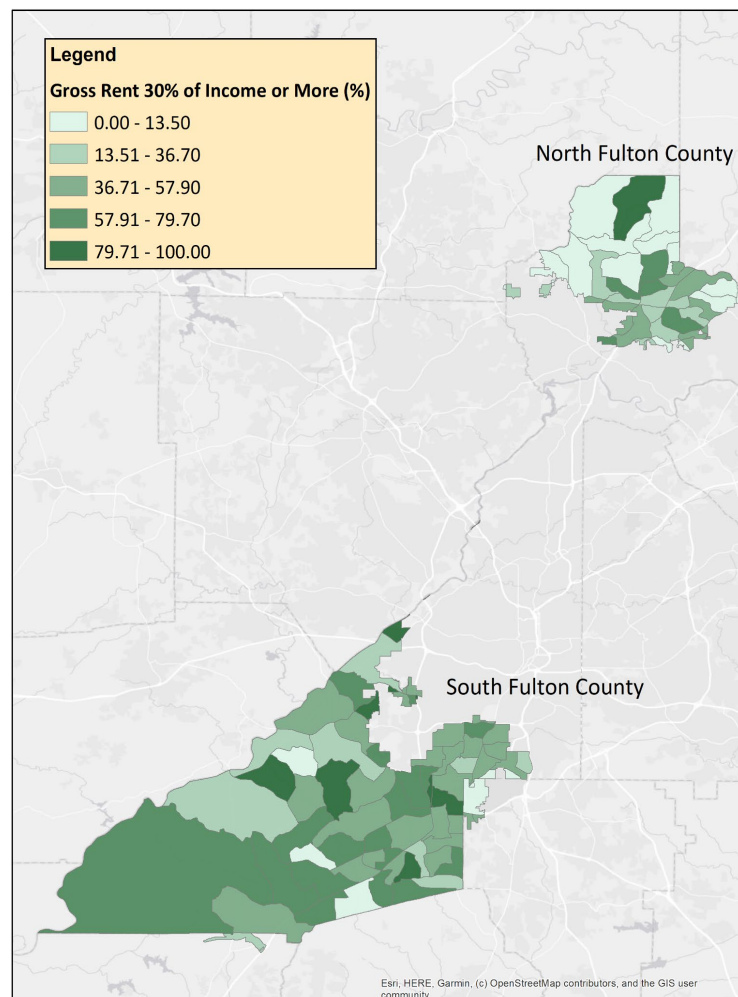 Legend
Gross Rent 30% of Income or More (%)
0.00 - 13.50
13.51 - 36.70
36.71 - 57.90
57.91 - 79.70
79.71 - 100.00
North Fulton County
South Fulton County
Esri, HERE, Garmin, (c) OpenStreetMap contributors, and the GIS user
community